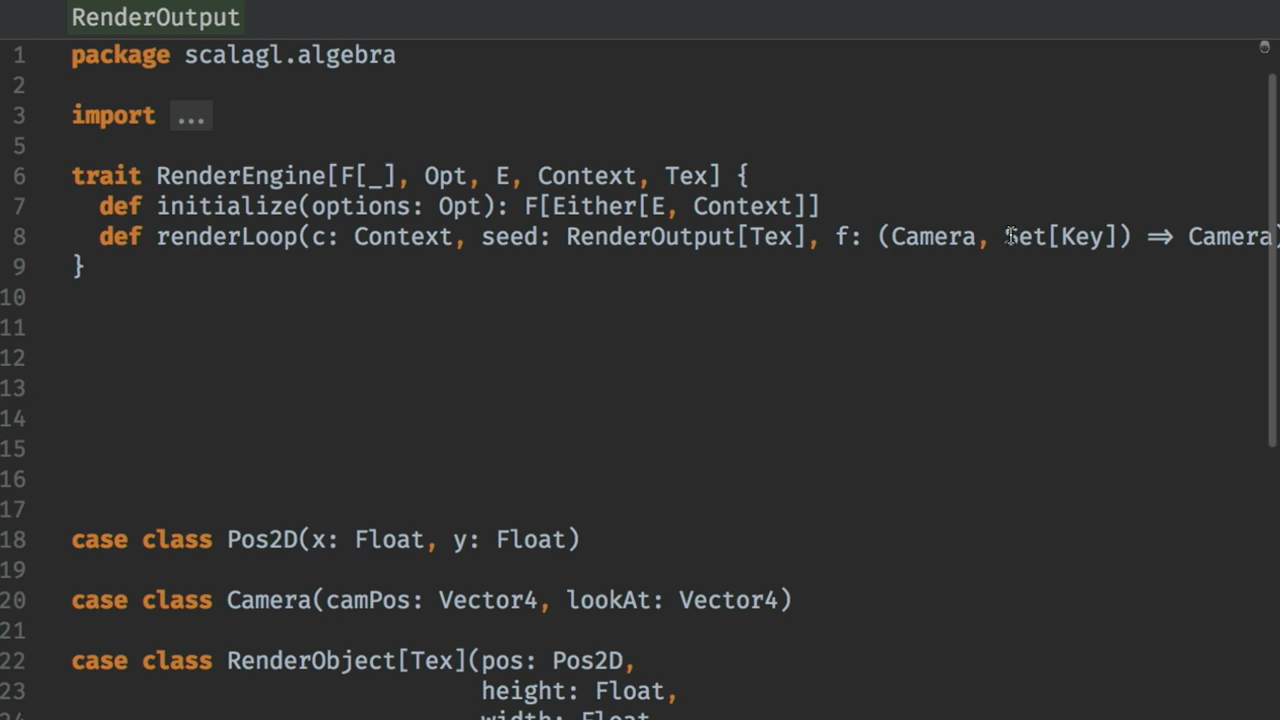 RenderOutput
1 package scalagl.algebra
2
3 import ...
5
6 trait RenderEngine[F[_], Opt, E, Context, Tex] {
7 def initialize(options: Opt): F[Either[E, Context]]
8 def renderLoop(c: Context, seed: RenderOutput[Tex], f: (Camera, Set[Key]) ⇒ Camera)
9 }
10
11
12
13
14
15
16
17
18 case class Pos2D(x: Float, y: Float)
19
20 case class Camera(camPos: Vector4, lookAt: Vector4)
21
22 case class RenderObject[Tex](pos: Pos2D,
23 height: Float,
24 width: Float